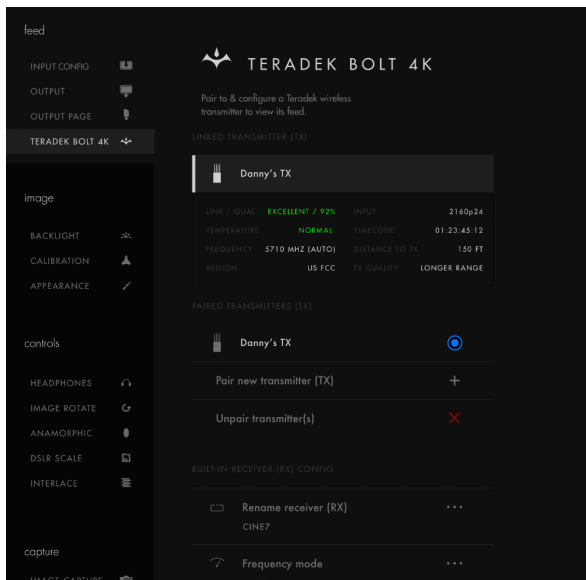 feed
INPUT CONFIG
OUTPUT
OUTPUT PAGE
TERADEK BOLT 4K
image
BACKLIGHT
CALIBRATION
APPEARANCE
controls
HEADPHONES
IMAGE ROTATE
ANAMORPHIC
DSLR SCALE
INTERLACE
capture
IMAGE CAPTURE
TERADEK BOLT 4K
Pair to & configure a Teradek wireless
transmitter to view its feed.
LINKED TRANSMITTER (TX)
Danny's TX
LINK / QUAL EXCELLENT / 92% INPUT 2160p24
TEMPERATURE NORMAL TIMECODE 01:23:45:12
FREQUENCY 5710 MHZ (AUTO) DISTANCE TO TX 150 FT
REGION US FCC TX QUALITY LONGER RANGE
PAIRED TRANSMITTERS (TX)
Danny's TX
Pair new transmitter (TX)
Unpair transmitter(s)
BUILT-IN RECEIVER (RX) CONFIG
Rename receiver (RX)
CINE7
Frequency mode